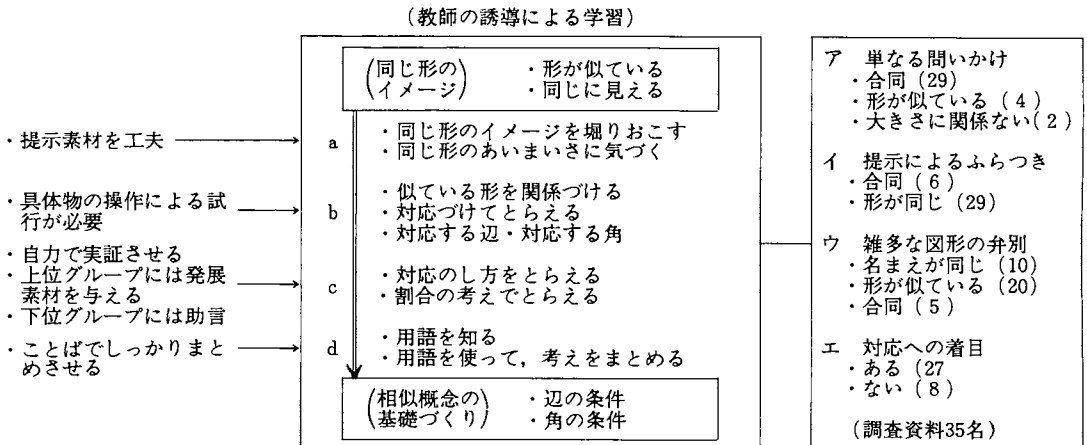 (教師の誘導による学習)
・提示素材を工夫
・具体物の操作による試
行が必要
・自力で実証させる
・上位グループには発展
素材を与える
・下位グループには助言
・ことばでしっかりまと
めさせる
(同じ形の
イメージ)
・形が似ている
・同じに見える
a
・同じ形のイメージを堀りおこす
・同じ形のあいまいさに気づく
b
・似ている形を関係づける
・対応づけてとらえる
・対応する辺・対応する角
c
・対応のし方をとらえる
・割合の考えでとらえる
d
・用語を知る
・用語を使って,考えをまとめる
(相似概念の
基礎づくり)
・辺の条件
・角の条件
ア 単なる問いかけ
・合同(29)
・形が似ている(4)
・大きさに関係ない(2)
イ 提示によるふらつき
・合同(6)
・形が同じ(29)
ウ 雑多な図形の弁別
・名まえが同じ(10)
・形が似ている(20)
・合同(5)
エ 対応への着目
・ある(27
・ない(8)
(調査資料35名)